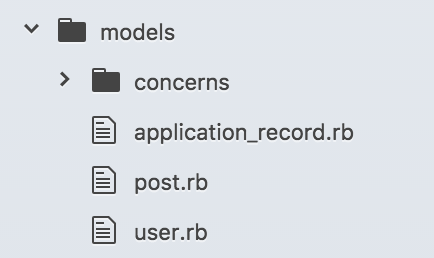 models
concerns
application_record.rb
post.rb
user.rb